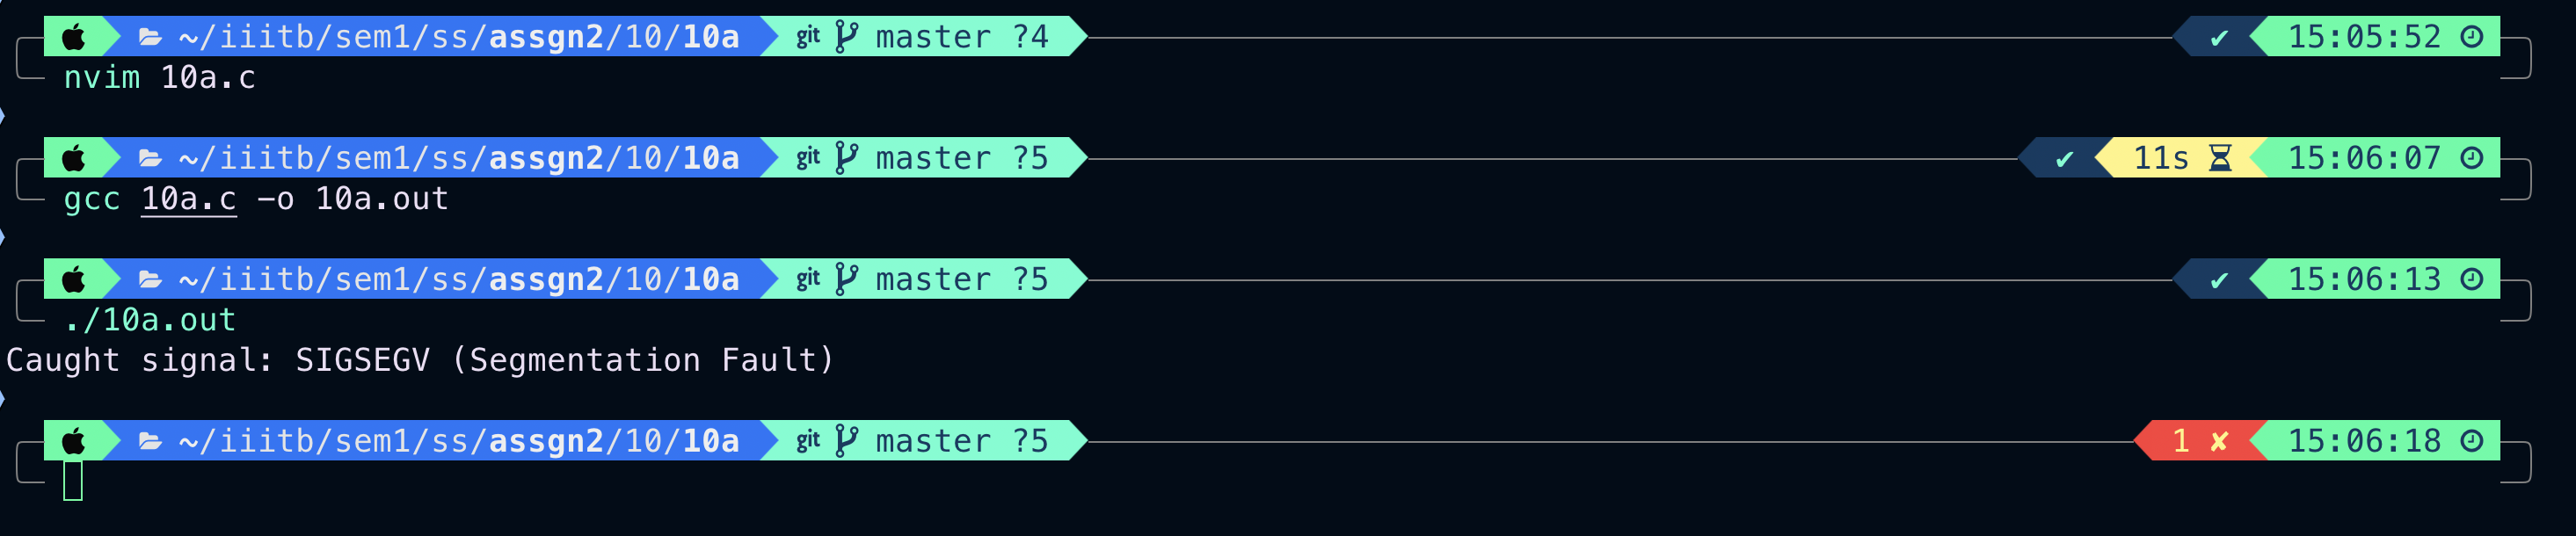 ~/iiitb/sem1/ss/assgn2/10/10a git master ?4 ✔ 15:05:52
nvim 10a.c
~/iiitb/sem1/ss/assgn2/10/10a git master ?5 ✔ 11s 15:06:07
gcc 10a.c -o 10a.out
~/iiitb/sem1/ss/assgn2/10/10a git master ?5 ✔ 15:06:13
./10a.out
Caught signal: SIGSEGV (Segmentation Fault)
~/iiitb/sem1/ss/assgn2/10/10a git master ?5 1 ✘ 15:06:18